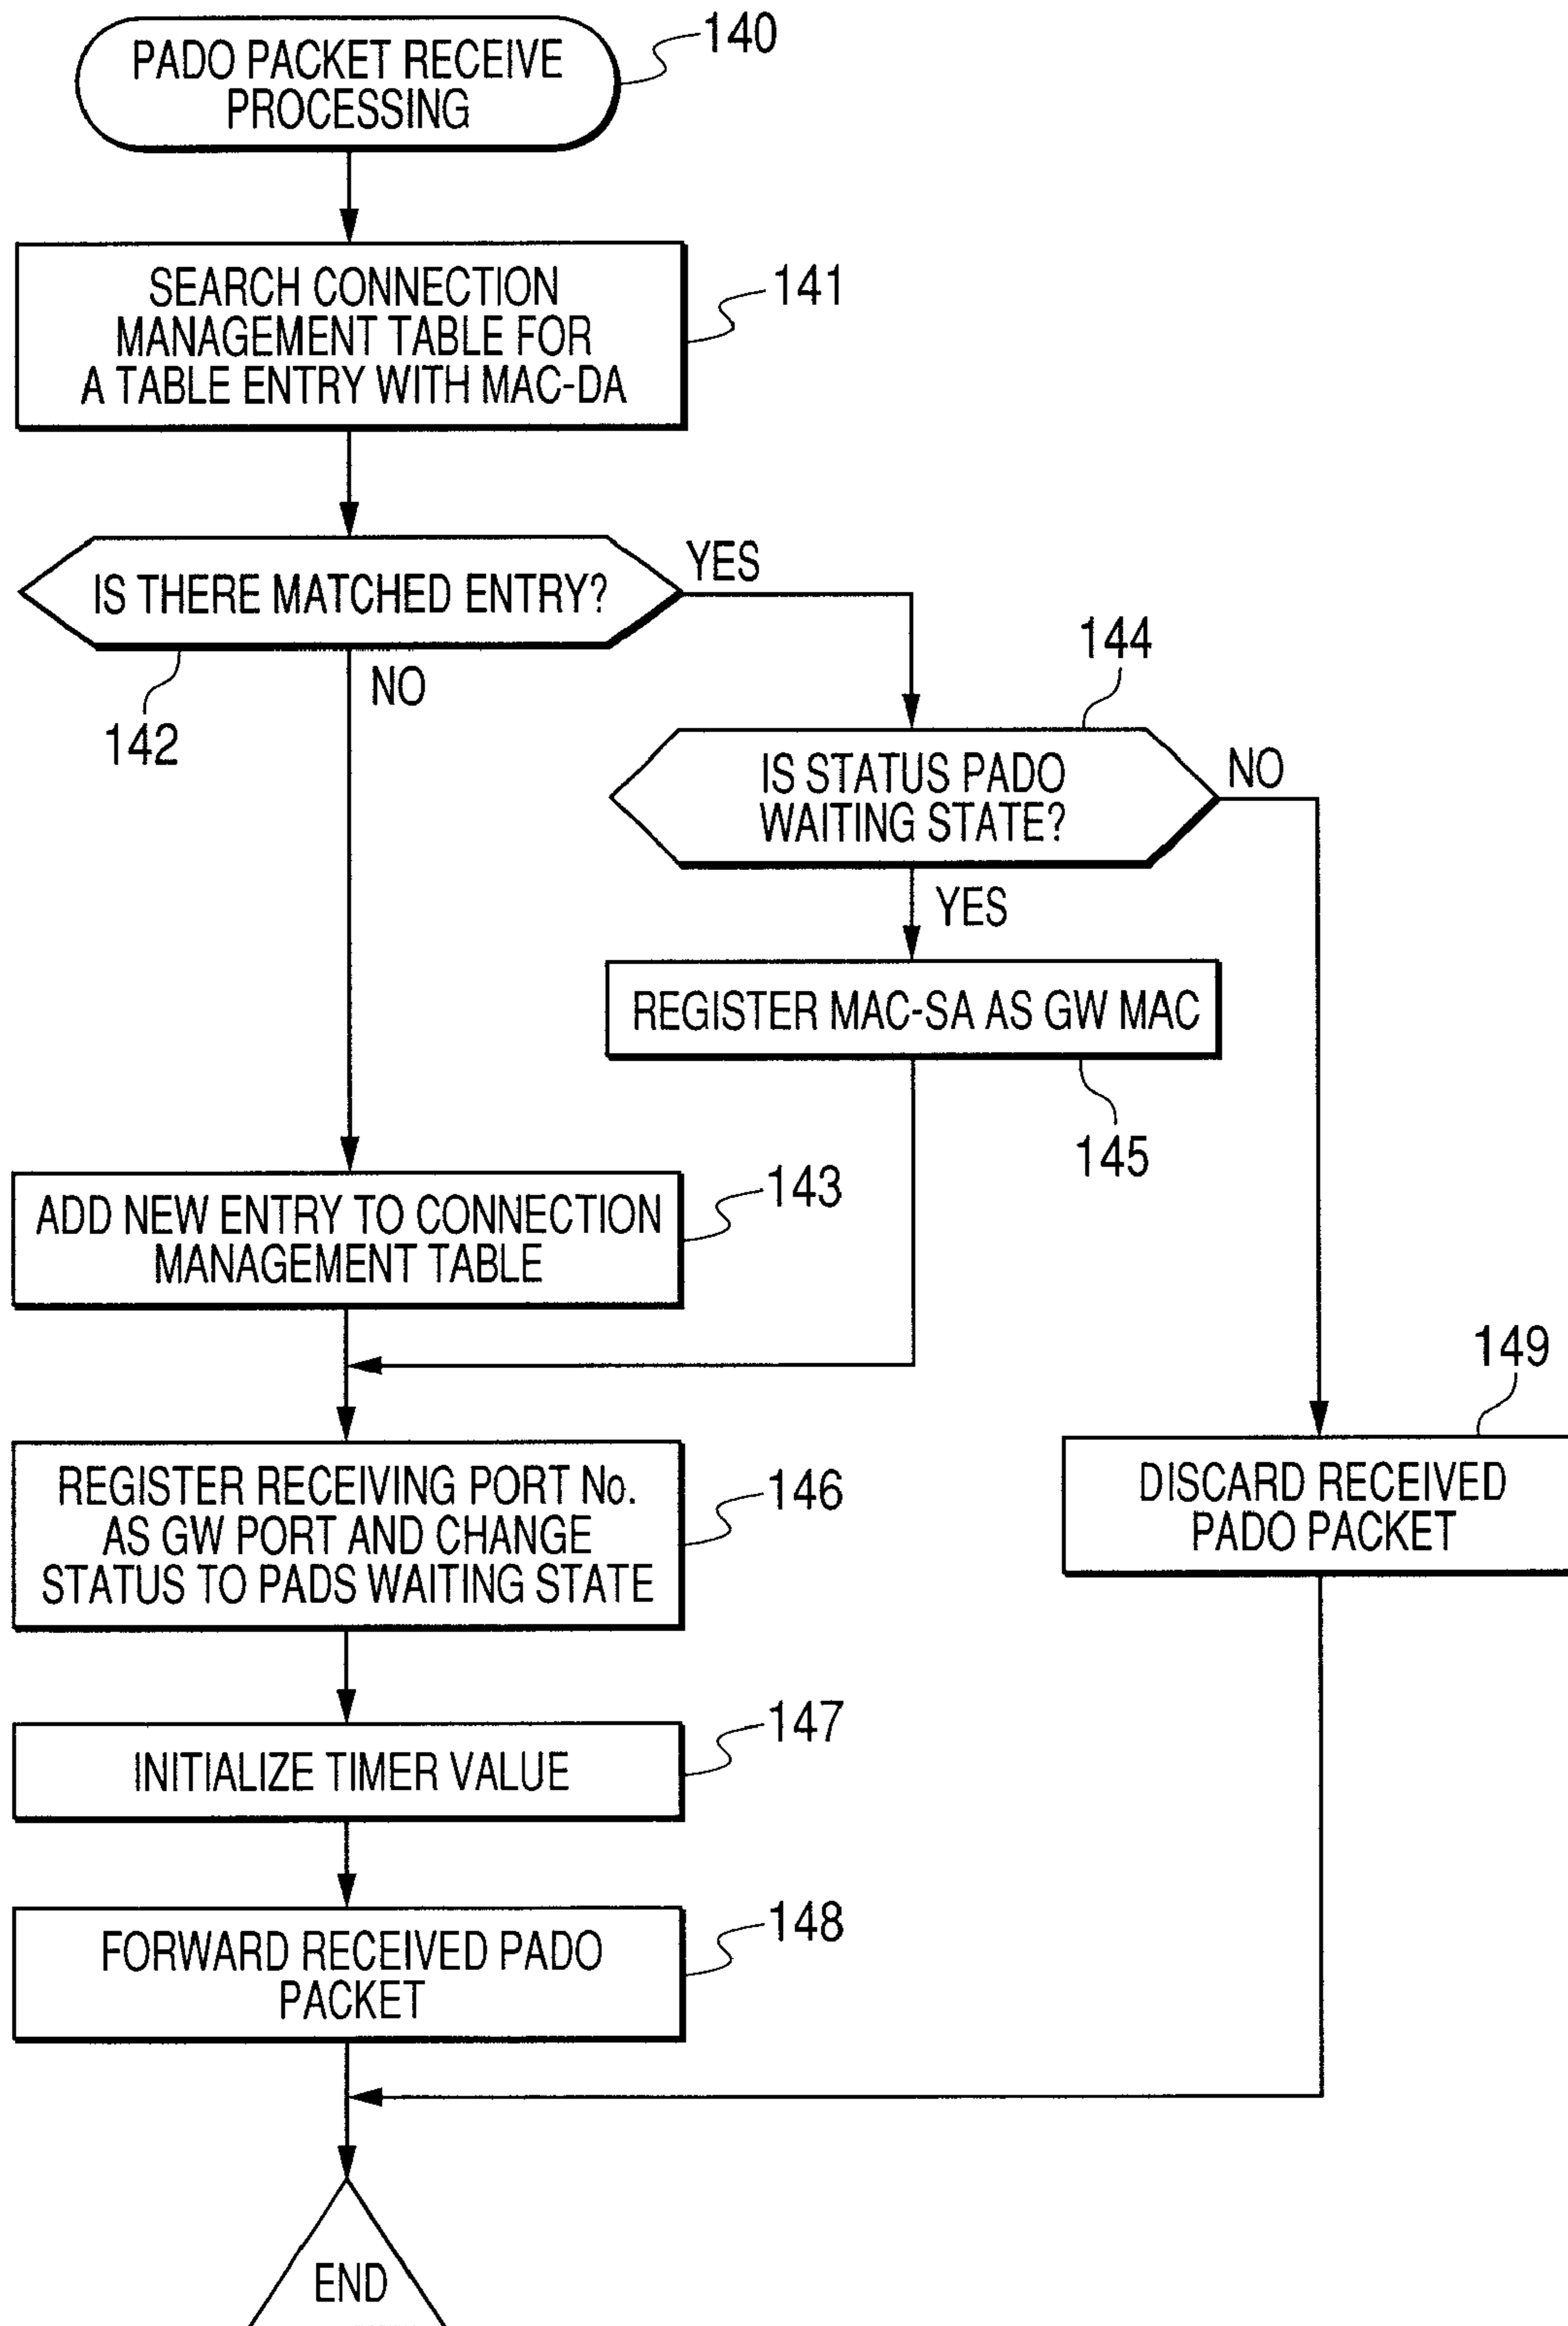 PADO PACKET RECEIVE
PROCESSING
140
SEARCH CONNECTION
MANAGEMENT TABLE FOR
A TABLE ENTRY WITH MAC-DA
141
IS THERE MATCHED ENTRY?
YES
NO
142
144
IS STATUS PADO
WAITING STATE?
NO
YES
REGISTER MAC-SA AS GW MAC
145
ADD NEW ENTRY TO CONNECTION
MANAGEMENT TABLE
143
149
DISCARD RECEIVED
PADO PACKET
REGISTER RECEIVING PORT No.
AS GW PORT AND CHANGE
STATUS TO PADS WAITING STATE
146
INITIALIZE TIMER VALUE
147
FORWARD RECEIVED PADO
PACKET
148
END